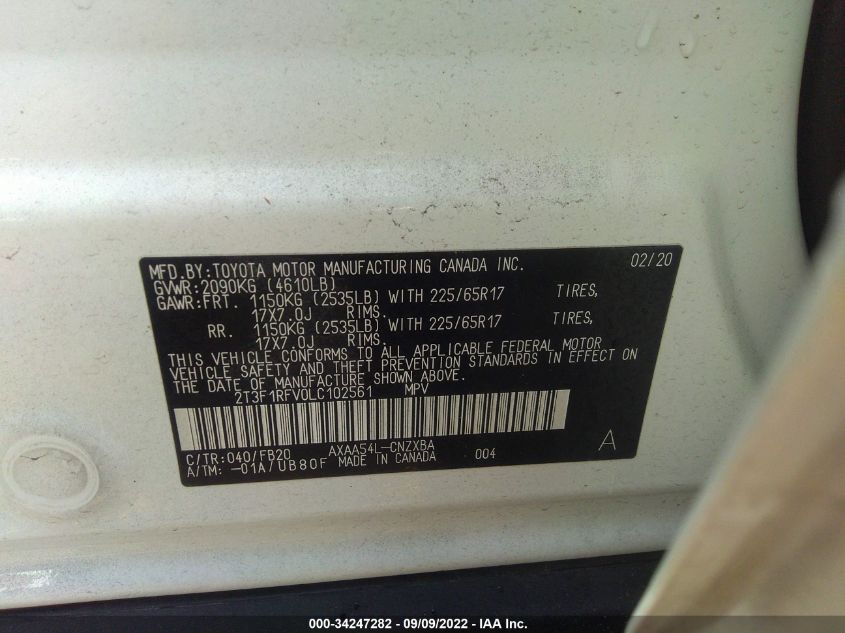 MFD.BY:TOYOTA MOTOR MANUFACTURING CANADA INC. 02/20
GVWR:2090KG (4610LB)
GAWR:FRT. 1150KG (2535LB) WITH 225/65R17 TIRES,
17X7.0J RIMS.
RR. 1150KG (2535LB) WITH 225/65R17 TIRES,
17X7.0J RIMS.
THIS VEHICLE CONFORMS TO ALL APPLICABLE FEDERAL MOTOR
VEHICLE SAFETY AND THEFT PREVENTION STANDARDS IN EFFECT ON
THE DATE OF MANUFACTURE SHOWN ABOVE.
2T3F1RFV0LC102561 MPV
C/TR:040/FB20 AXAA54L-CNZXBA A
A/TM:-01A/UB80F MADE IN CANADA 004
000-34247282 - 09/09/2022 - IAA Inc.